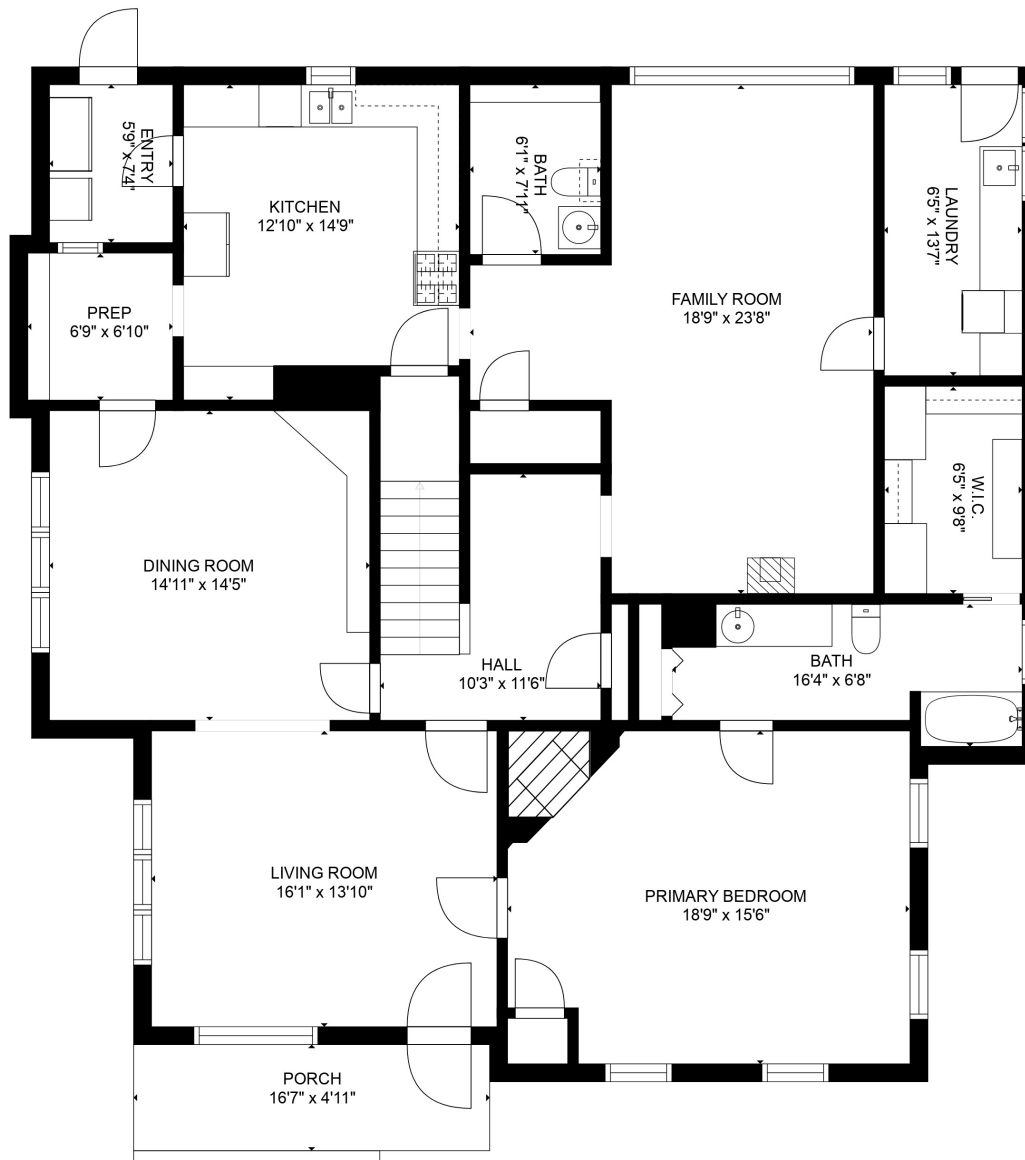 ENTRY
5'9" x 7'4"
KITCHEN
12'10" x 14'9"
BATH
6'1" x 7'11"
LAUNDRY
6'5" x 13'7"
FAMILY ROOM
18'9" x 23'8"
PREP
6'9" x 6'10"
W.I.C.
6'5" x 9'8"
DINING ROOM
14'11" x 14'5"
HALL
10'3" x 11'6"
BATH
16'4" x 6'8"
LIVING ROOM
16'1" x 13'10"
PRIMARY BEDROOM
18'9" x 15'6"
PORCH
16'7" x 4'11"